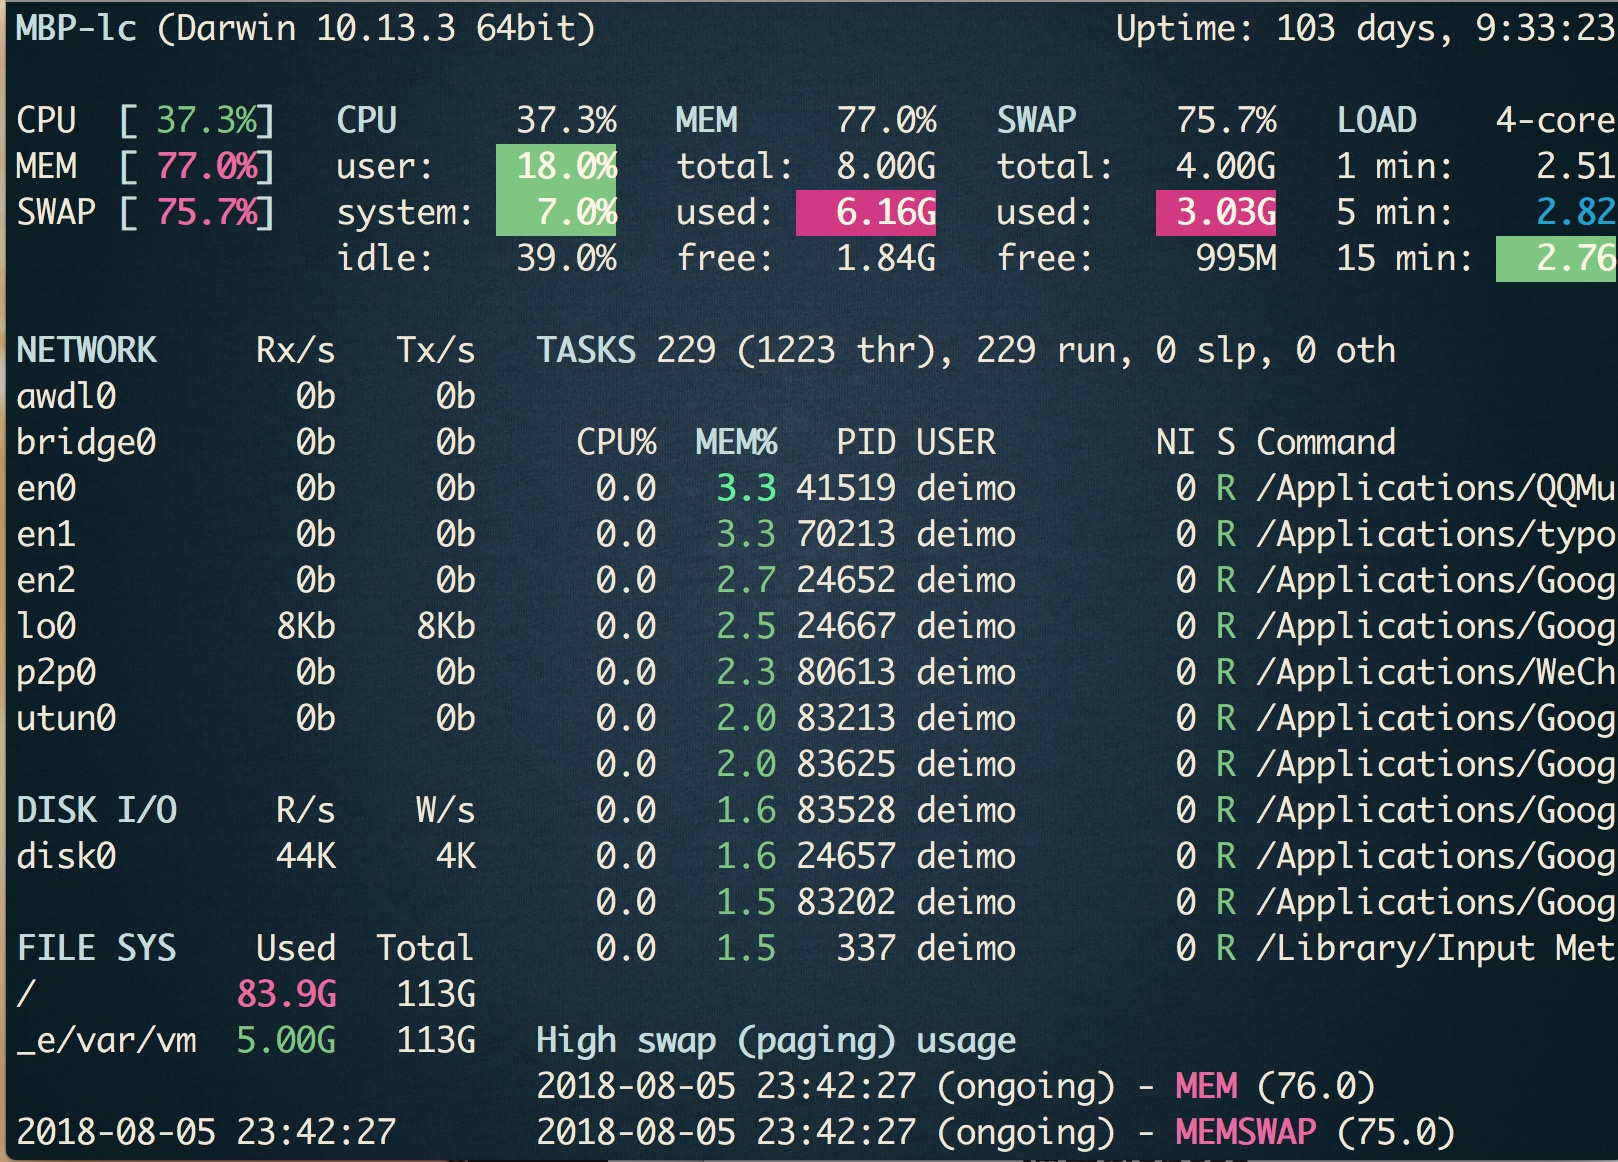 MBP-lc (Darwin 10.13.3 64bit) Uptime: 103 days, 9:33:23
CPU [ 37.3%] CPU 37.3% MEM 77.0% SWAP 75.7% LOAD 4-core
MEM [ 77.0%] user: 18.0% total: 8.00G total: 4.00G 1 min: 2.51
SWAP [ 75.7%] system: 7.0% used: 6.16G used: 3.03G 5 min: 2.82
idle: 39.0% free: 1.84G free: 995M 15 min: 2.76
NETWORK Rx/s Tx/s TASKS 229 (1223 thr), 229 run, 0 slp, 0 oth
awdl0 0b 0b
bridge0 0b 0b CPU% MEM% PID USER NI S Command
en0 0b 0b 0.0 3.3 41519 deimo 0 R /Applications/QQMu
en1 0b 0b 0.0 3.3 70213 deimo 0 R /Applications/typo
en2 0b 0b 0.0 2.7 24652 deimo 0 R /Applications/Goog
lo0 8Kb 8Kb 0.0 2.5 24667 deimo 0 R /Applications/Goog
p2p0 0b 0b 0.0 2.3 80613 deimo 0 R /Applications/WeCh
utun0 0b 0b 0.0 2.0 83213 deimo 0 R /Applications/Goog
0.0 2.0 83625 deimo 0 R /Applications/Goog
DISK I/O R/s W/s 0.0 1.6 83528 deimo 0 R /Applications/Goog
disk0 44K 4K 0.0 1.6 24657 deimo 0 R /Applications/Goog
0.0 1.5 83202 deimo 0 R /Applications/Goog
FILE SYS Used Total 0.0 1.5 337 deimo 0 R /Library/Input Met
/ 83.9G 113G
_e/var/vm 5.00G 113G High swap (paging) usage
2018-08-05 23:42:27 (ongoing) - MEM (76.0)
2018-08-05 23:42:27 2018-08-05 23:42:27 (ongoing) - MEMSWAP (75.0)